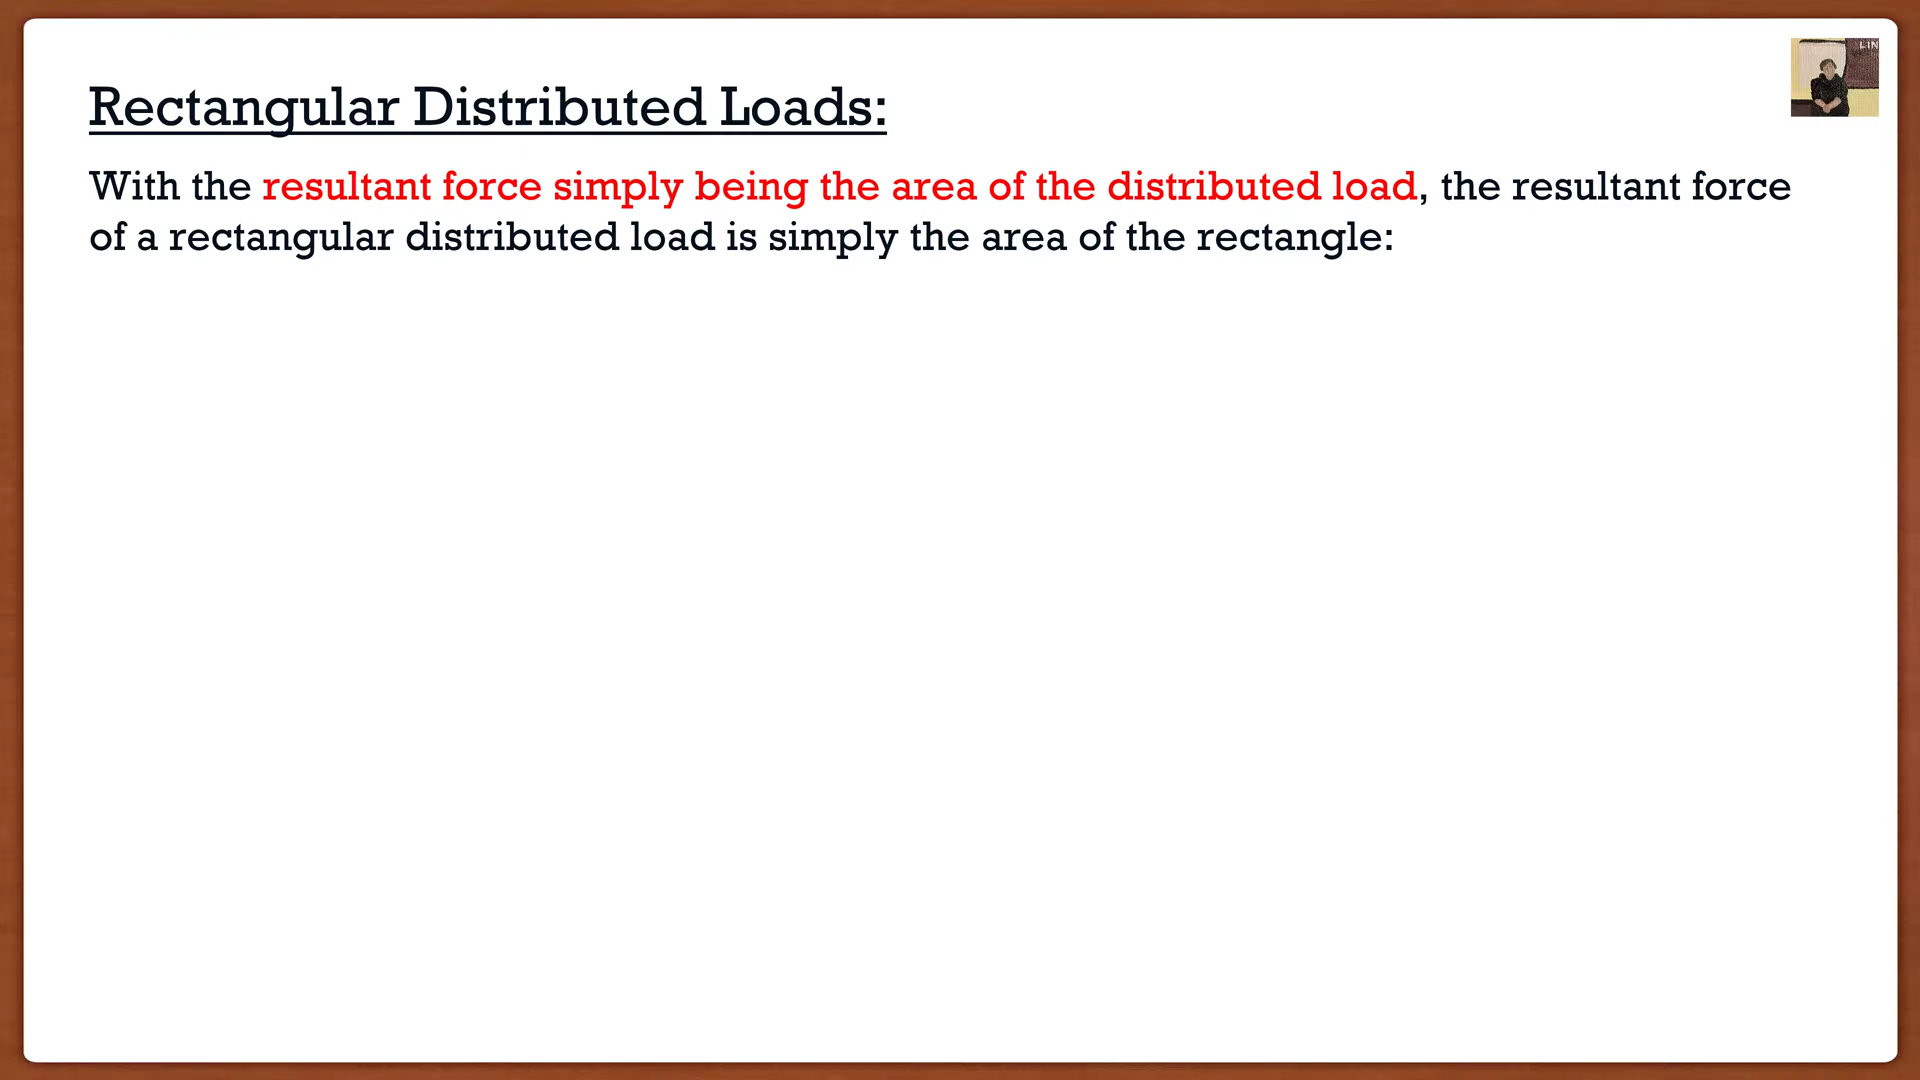 LIN
Rectangular Distributed Loads:
With the resultant force simply being the area of the distributed load, the resultant force
of a rectangular distributed load is simply the area of the rectangle: